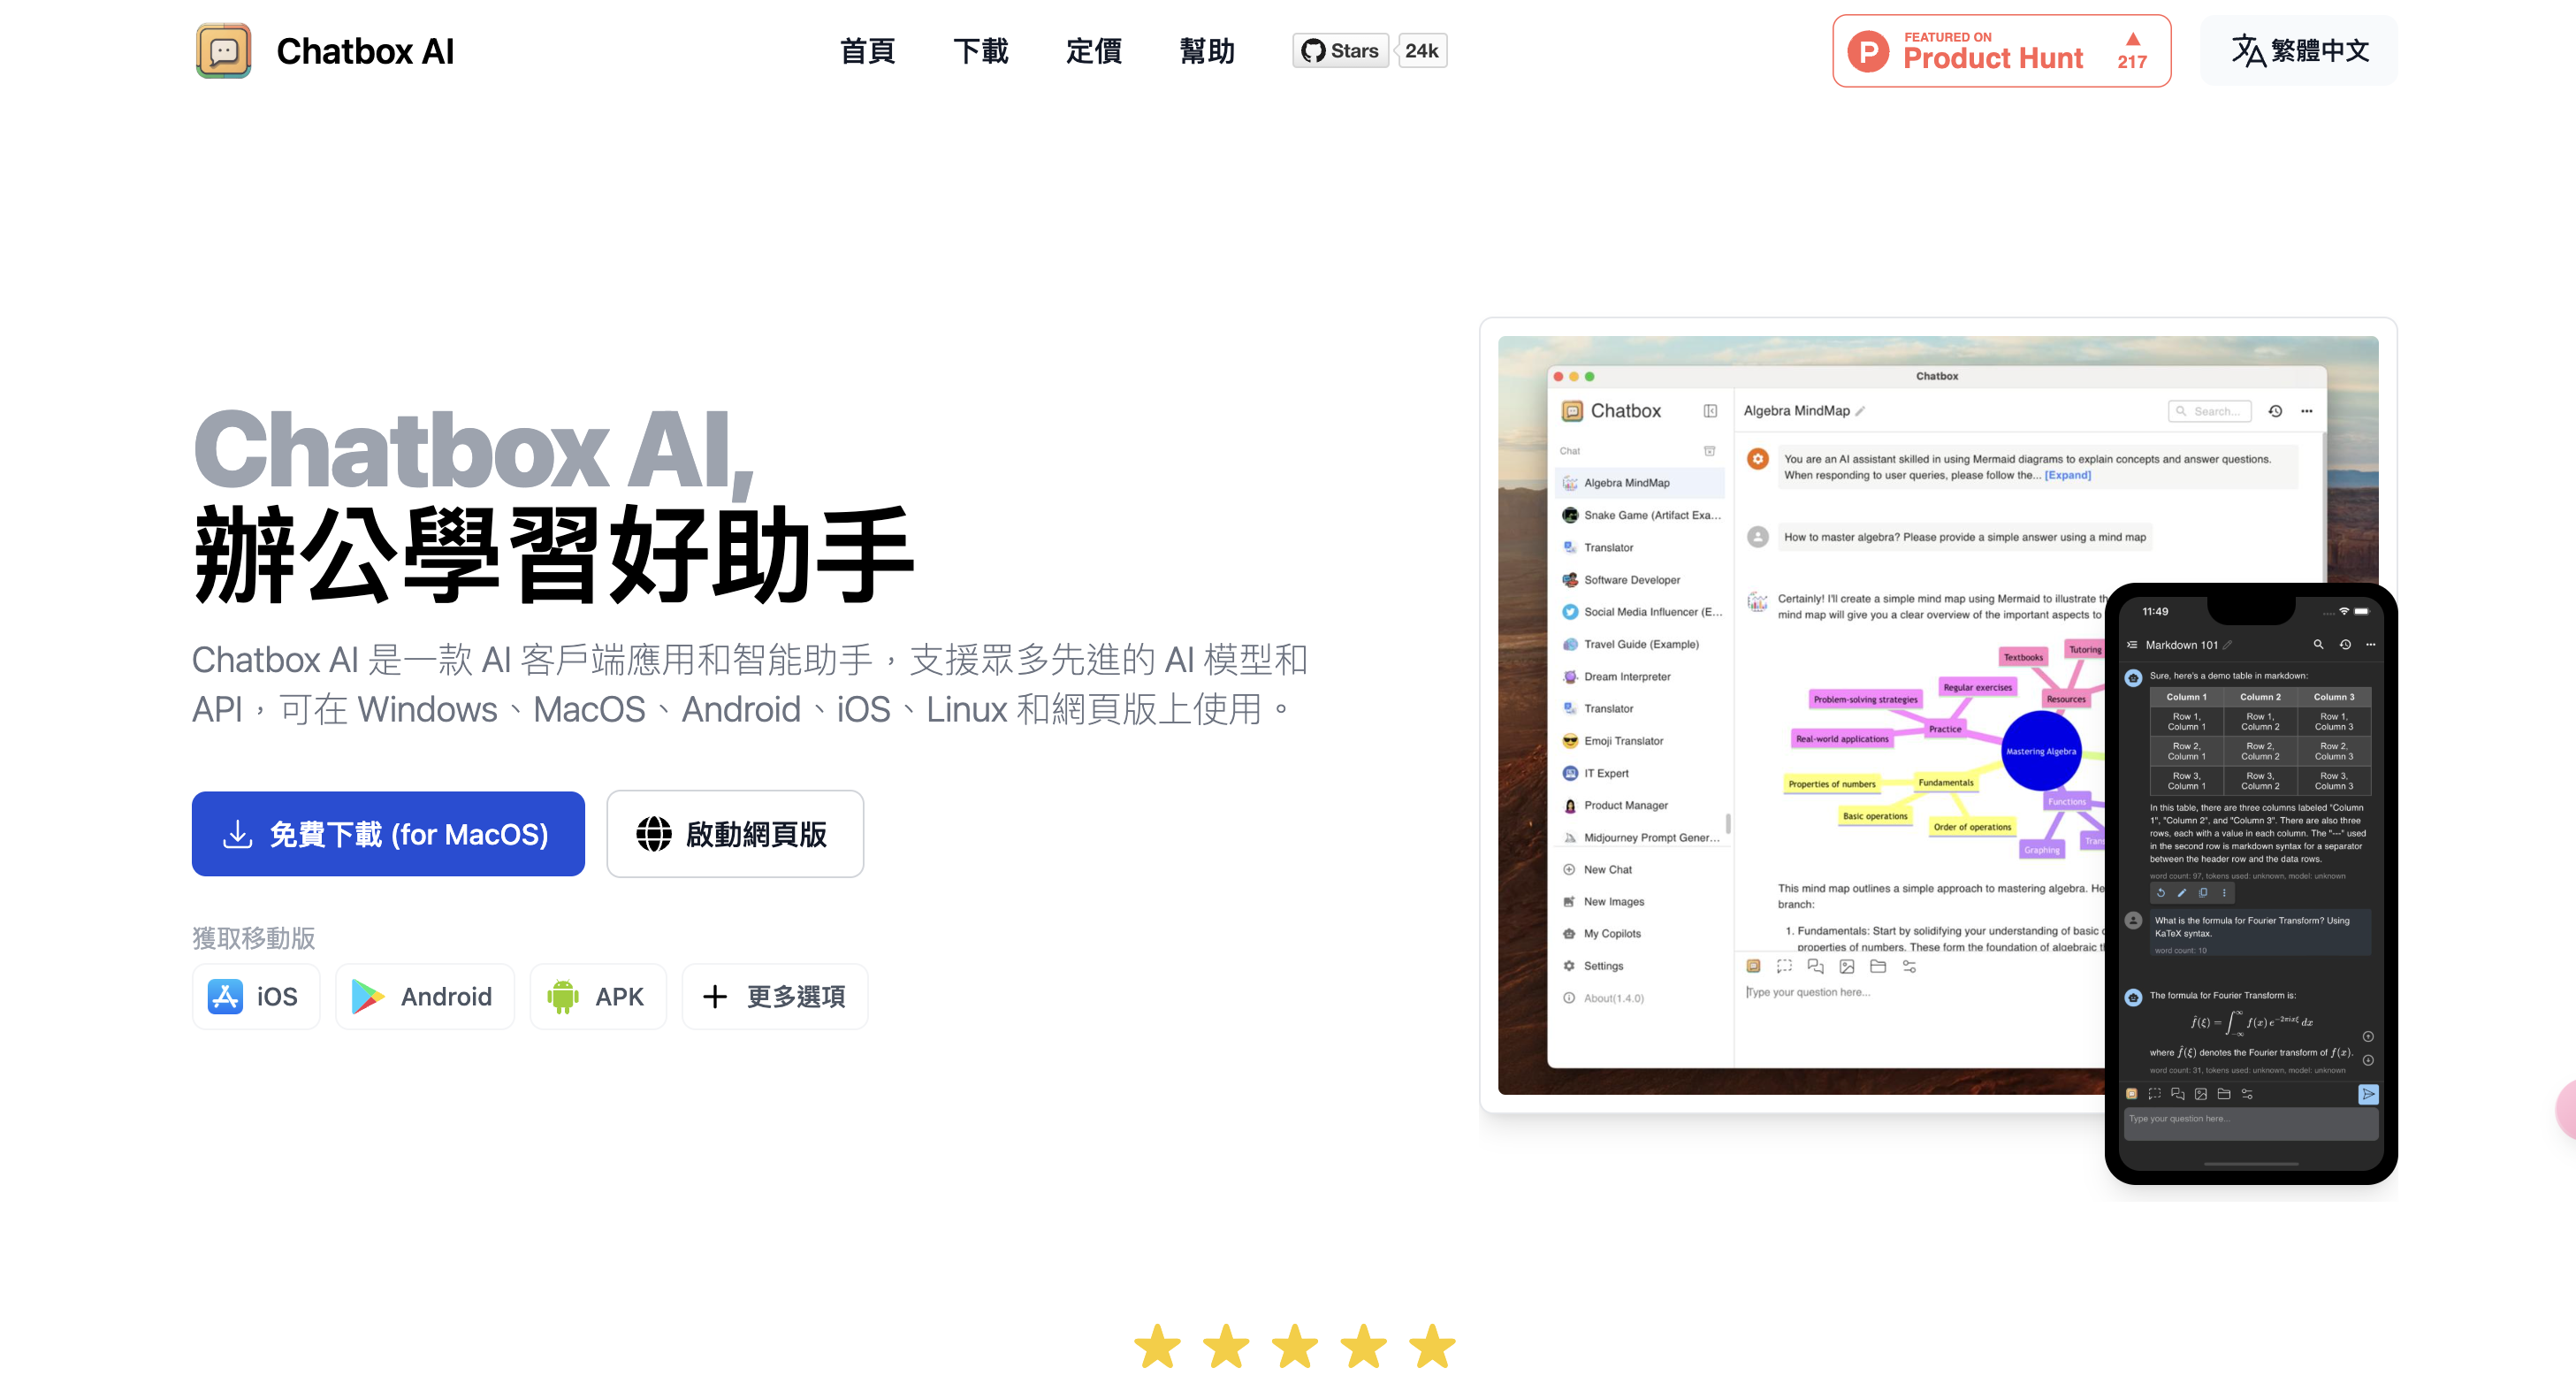 Chatbox AI
首頁
下載
定價
幫助
Stars
24k
FEATURED ON
Product Hunt
217
繁體中文
Chatbox AI,
辦公學習好助手
Chatbox AI 是一款 AI 客戶端應用和智能助手，支援眾多先進的 AI 模型和
API，可在 Windows、MacOS、Android、iOS、Linux 和網頁版上使用。
免費下載 (for MacOS)
啟動網頁版
獲取移動版
iOS
Android
APK
更多選項
Chatbox
Chatbox
Chat
Algebra MindMap
Snake Game (Artifact Exa...
Translator
Software Developer
Social Media Influencer (E...
Travel Guide (Example)
Dream Interpreter
Translator
Emoji Translator
IT Expert
Product Manager
Midjourney Prompt Gener...
New Chat
New Images
My Copilots
Settings
About(1.4.0)
Algebra MindMap
Search...
You are an AI assistant skilled in using Mermaid diagrams to explain concepts and answer questions.
When responding to user queries, please follow the... [Expand]
How to master algebra? Please provide a simple answer using a mind map
Certainly! I'll create a simple mind map using Mermaid to illustrate
mind map will give you a clear overview of the important aspects to
Textbooks
Tutoring
Regular exercises
Problem-solving strategies
Resources
Practice
Real-world applications
Mastering Algebra
Properties of numbers
Fundamentals
Functions
Basic operations
Order of operations
Graphing
This mind map outlines a simple approach to mastering algebra.
branch:
1. Fundamentals: Start by solidifying your understanding of basic
properties of numbers. These form the foundation of algebraic
Type your question here...
11:49
Markdown 101
Sure, here's a demo table in markdown:
Column 1 Column 2 Column 3
Row 1, Row 1, Row 1,
Column 1 Column 2 Column 3
Row 2, Row 2, Row 2,
Column 1 Column 2 Column 3
Row 3, Row 3, Row 3,
Column 1 Column 2 Column 3
In this table, there are three columns labeled "Column
1", "Column 2", and "Column 3". There are also three
rows, each with a value in each column. The "---" used
in the second row is markdown syntax for a separator
between the header row and the data rows.
word count: 97, tokens used: unknown, model: unknown
What is the formula for Fourier Transform? Using
KaTeX syntax.
word count: 10
The formula for Fourier Transform is:
f̂(ξ) = ∫_{-∞}^{∞} f(x) e^{-2πixξ} dx
where f̂(ξ) denotes the Fourier transform of f(x).
word count: 31, tokens used: unknown, model: unknown
Type your question here...